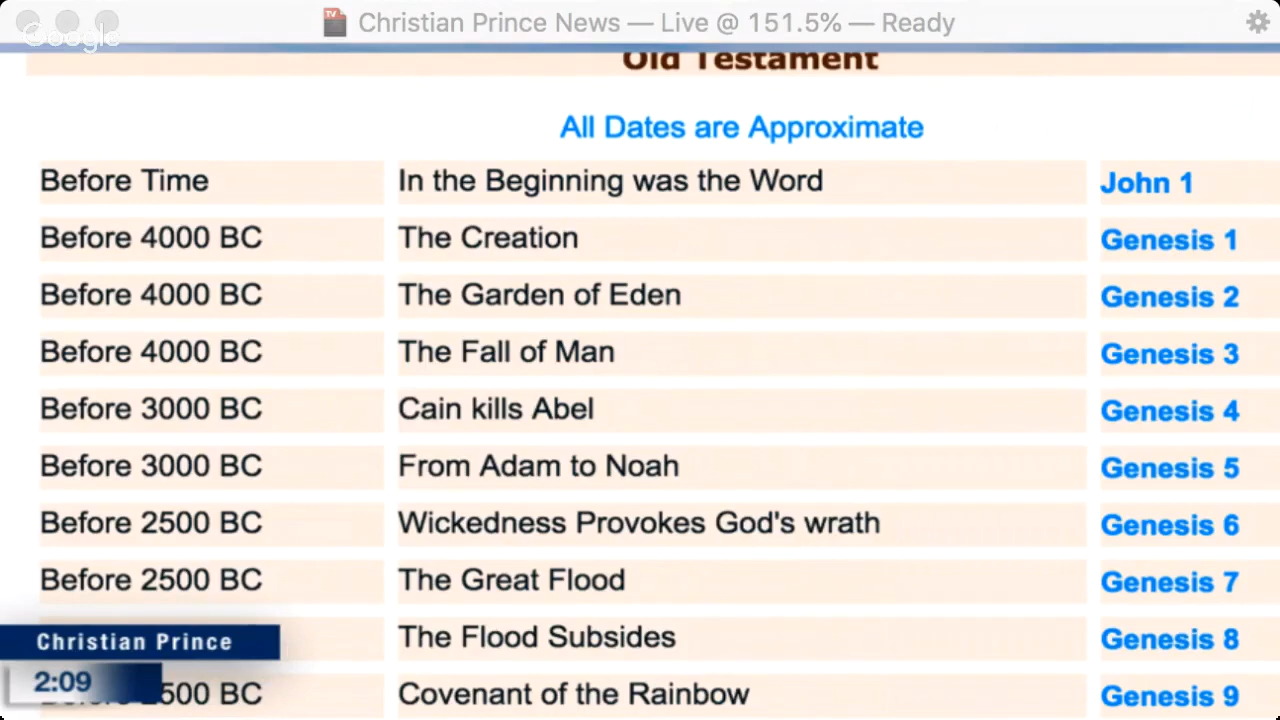 Google
Christian Prince News — Live @ 151.5% — Ready
Old Testament
All Dates are Approximate
Before Time In the Beginning was the Word John 1
Before 4000 BC The Creation Genesis 1
Before 4000 BC The Garden of Eden Genesis 2
Before 4000 BC The Fall of Man Genesis 3
Before 3000 BC Cain kills Abel Genesis 4
Before 3000 BC From Adam to Noah Genesis 5
Before 2500 BC Wickedness Provokes God's wrath Genesis 6
Before 2500 BC The Great Flood Genesis 7
The Flood Subsides Genesis 8
Christian Prince
2:09
BC Covenant of the Rainbow Genesis 9